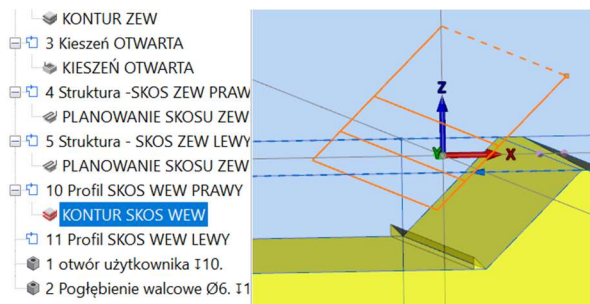 KONTUR ZEW
3 Kieszeń OTWARTA
KIESZEŃ OTWARTA
4 Struktura -SKOS ZEW PRAW
PLANOWANIE SKOSU ZEW
5 Struktura - SKOS ZEW LEWY
PLANOWANIE SKOSU ZEW
10 Profil SKOS WEW PRAWY
KONTUR SKOS WEW
11 Profil SKOS WEW LEWY
1 otwór użytkownika ↧10.
2 Pogłębienie walcowe Ø6. ↧1
Z
Y
X